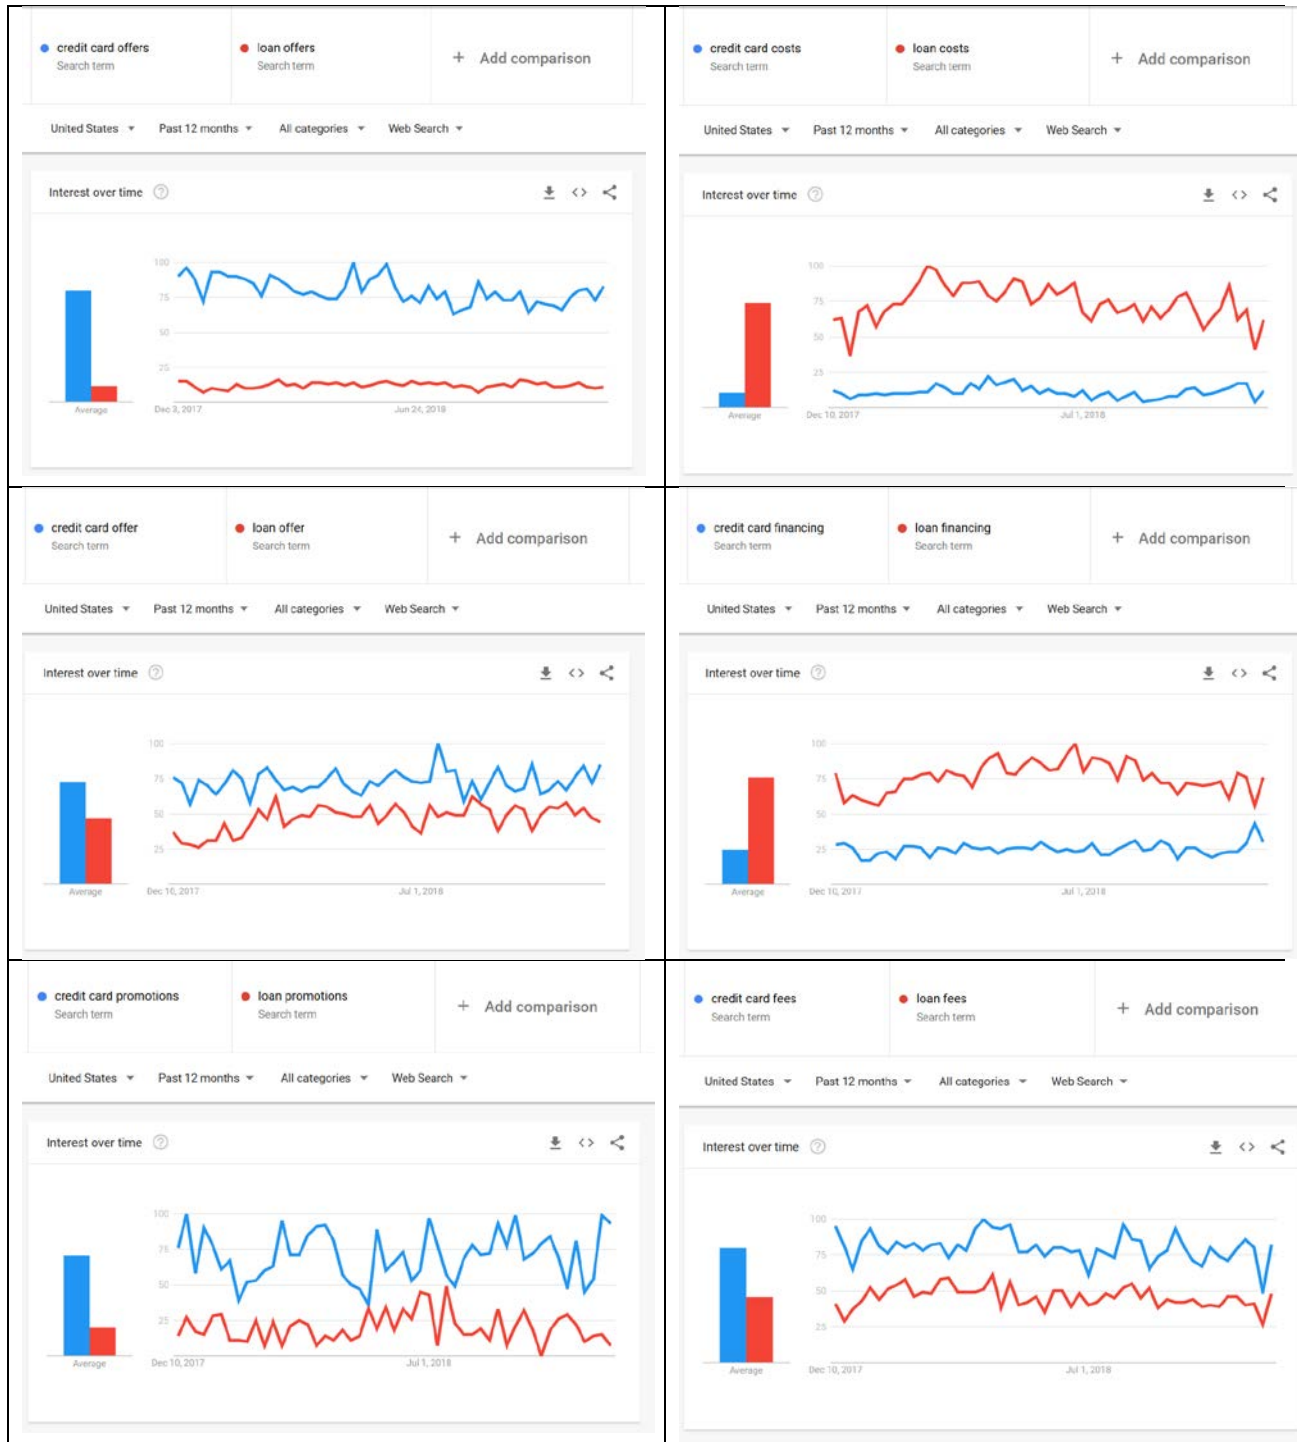 credit card offers
Search term
loan offers
Search term
+ Add comparison
United States
Past 12 months
All categories
Web Search
Interest over time
100
75
50
25
Average
Dec 3, 2017
Jun 24, 2018
credit card costs
Search term
loan costs
Search term
+ Add comparison
United States
Past 12 months
All categories
Web Search
Interest over time
100
75
50
25
Average
Dec 10, 2017
Jul 1, 2018
credit card offer
Search term
loan offer
Search term
+ Add comparison
United States
Past 12 months
All categories
Web Search
Interest over time
100
75
50
25
Average
Dec 10, 2017
Jul 1, 2018
credit card financing
Search term
loan financing
Search term
+ Add comparison
United States
Past 12 months
All categories
Web Search
Interest over time
100
75
50
25
Average
Dec 10, 2017
Jul 1, 2018
credit card promotions
Search term
loan promotions
Search term
+ Add comparison
United States
Past 12 months
All categories
Web Search
Interest over time
100
75
50
25
Average
Dec 10, 2017
Jul 1, 2018
credit card fees
Search term
loan fees
Search term
+ Add comparison
United States
Past 12 months
All categories
Web Search
Interest over time
100
75
50
25
Average
Dec 10, 2017
Jul 1, 2018